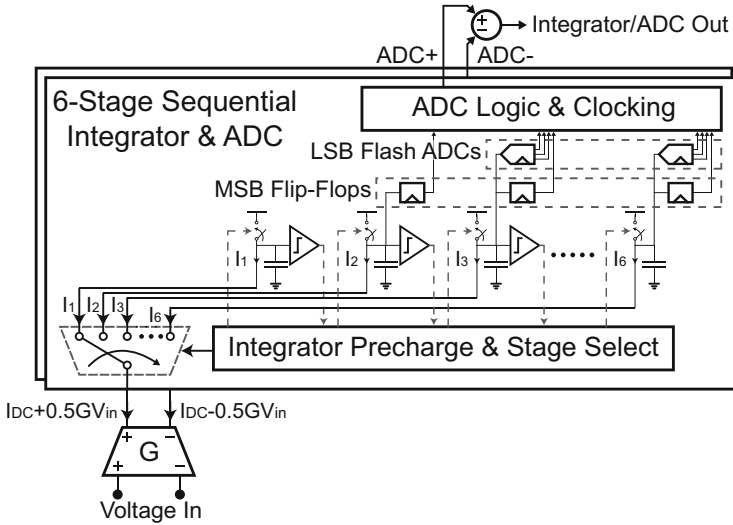 Integrator/ADC Out
ADC+ ADC-
6-Stage Sequential
Integrator & ADC
ADC Logic & Clocking
LSB Flash ADCs
MSB Flip-Flops
I1 I2 I3 I6
I1 I2 I3 I6
Integrator Precharge & Stage Select
IDC+0.5GVin IDC-0.5GVin
+ -
G
+ -
Voltage In